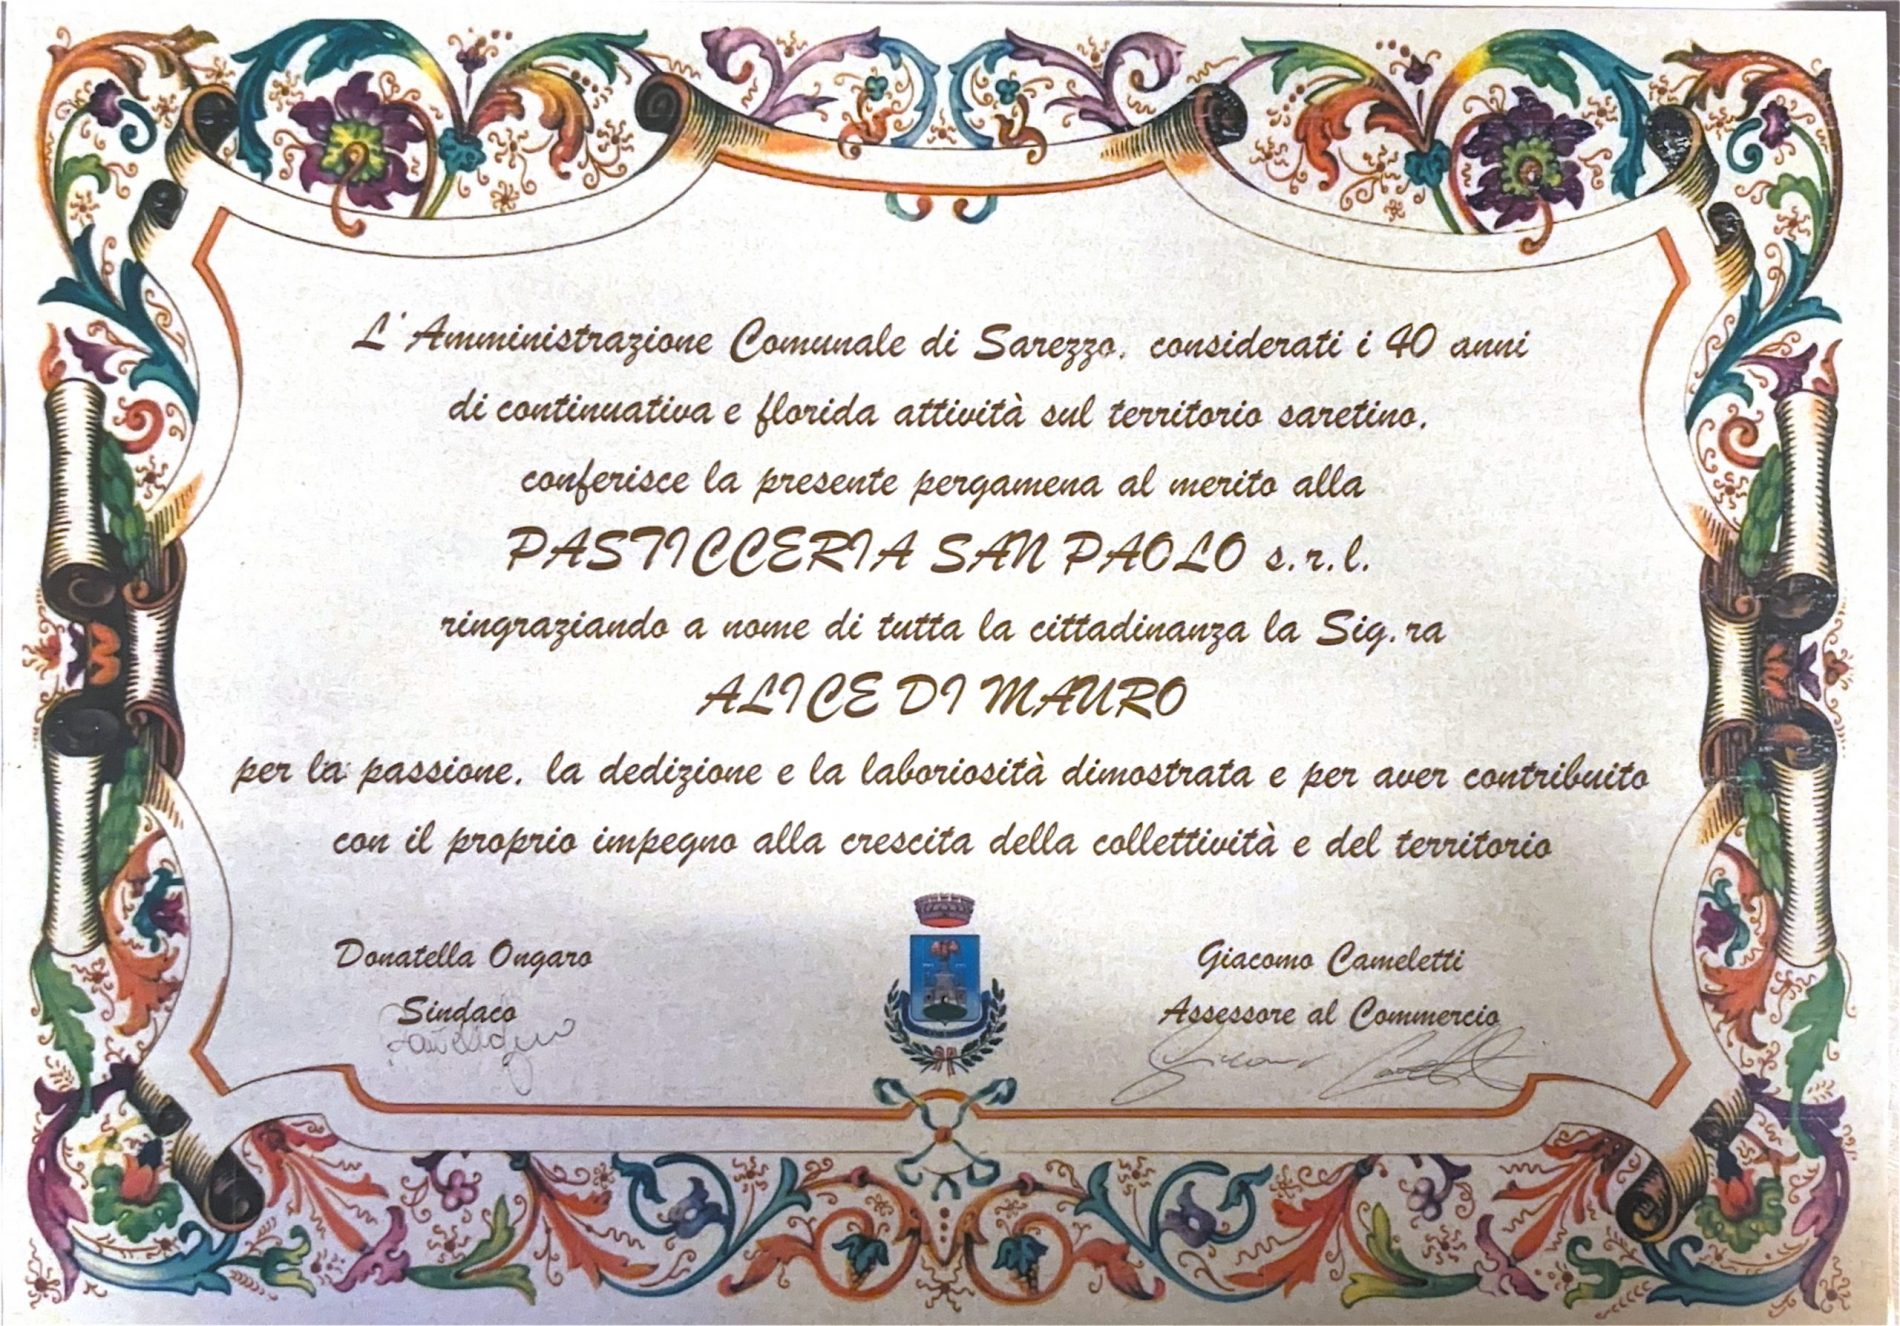 L'Amministrazione Comunale di Sarezzo, considerati i 40 anni
di continuativa e florida attività sul territorio saretino,
conferisce la presente pergamena al merito alla
PASTICCERIA SAN PAOLO s.r.l.
ringraziando a nome di tutta la cittadinanza la Sig.ra
ALICE DI MAURO
per la passione, la dedizione e la laboriosità dimostrata e per aver contribuito
con il proprio impegno alla crescita della collettività e del territorio
Donatella Ongaro
Sindaco
Giacomo Cameletti
Assessore al Commercio